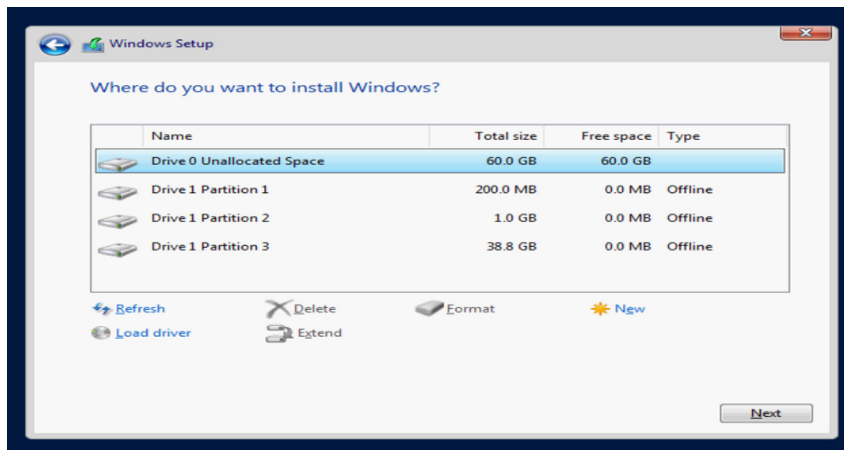 Windows Setup
Where do you want to install Windows?
Name Total size Free space Type
Drive 0 Unallocated Space 60.0 GB 60.0 GB
Drive 1 Partition 1 200.0 MB 0.0 MB Offline
Drive 1 Partition 2 1.0 GB 0.0 MB Offline
Drive 1 Partition 3 38.8 GB 0.0 MB Offline
Refresh Delete Format New
Load driver Extend
Next